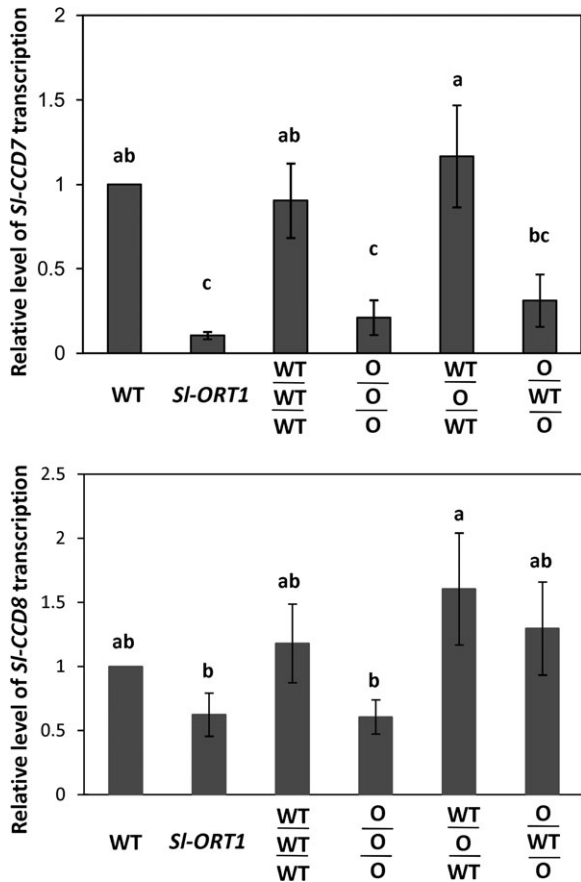 Relative level of Sl-CCD7 transcription
2
1.5
1
0.5
0
ab
c
ab
c
a
bc
WT
Sl-ORT1
WT
WT
WT
O
O
O
WT
O
WT
O
WT
O
Relative level of Sl-CCD8 transcription
2.5
2
1.5
1
0.5
0
ab
b
ab
b
a
ab
WT
Sl-ORT1
WT
WT
WT
O
O
O
WT
O
WT
O
WT
O